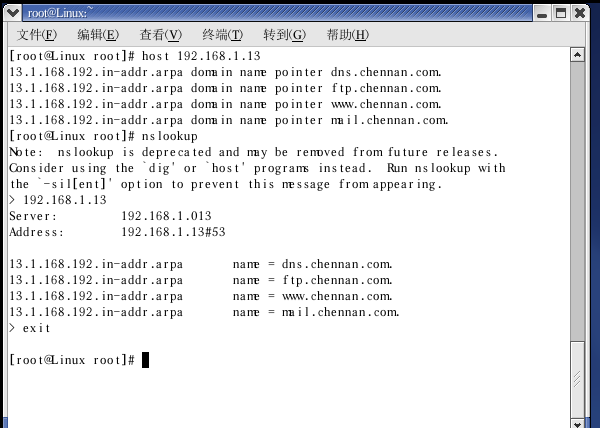 root@Linux:~
文件(F) 编辑(E) 查看(V) 终端(T) 转到(G) 帮助(H)
[root@Linux root]# host 192.168.1.13
13.1.168.192.in-addr.arpa domain name pointer dns.chennan.com.
13.1.168.192.in-addr.arpa domain name pointer ftp.chennan.com.
13.1.168.192.in-addr.arpa domain name pointer www.chennan.com.
13.1.168.192.in-addr.arpa domain name pointer mail.chennan.com.
[root@Linux root]# nslookup
Note:  nslookup is deprecated and may be removed from future releases.
Consider using the `dig' or `host' programs instead.  Run nslookup with
the `-sil[ent]' option to prevent this message from appearing.
> 192.168.1.13
Server:         192.168.1.013
Address:        192.168.1.13#53
13.1.168.192.in-addr.arpa       name = dns.chennan.com.
13.1.168.192.in-addr.arpa       name = ftp.chennan.com.
13.1.168.192.in-addr.arpa       name = www.chennan.com.
13.1.168.192.in-addr.arpa       name = mail.chennan.com.
> exit
[root@Linux root]#